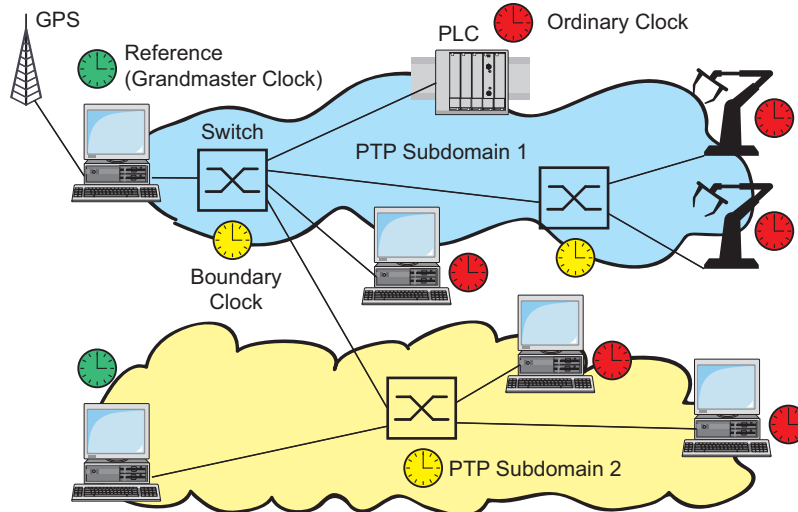 GPS
Reference
(Grandmaster Clock)
PLC
Ordinary Clock
Switch
PTP Subdomain 1
Boundary
Clock
PTP Subdomain 2